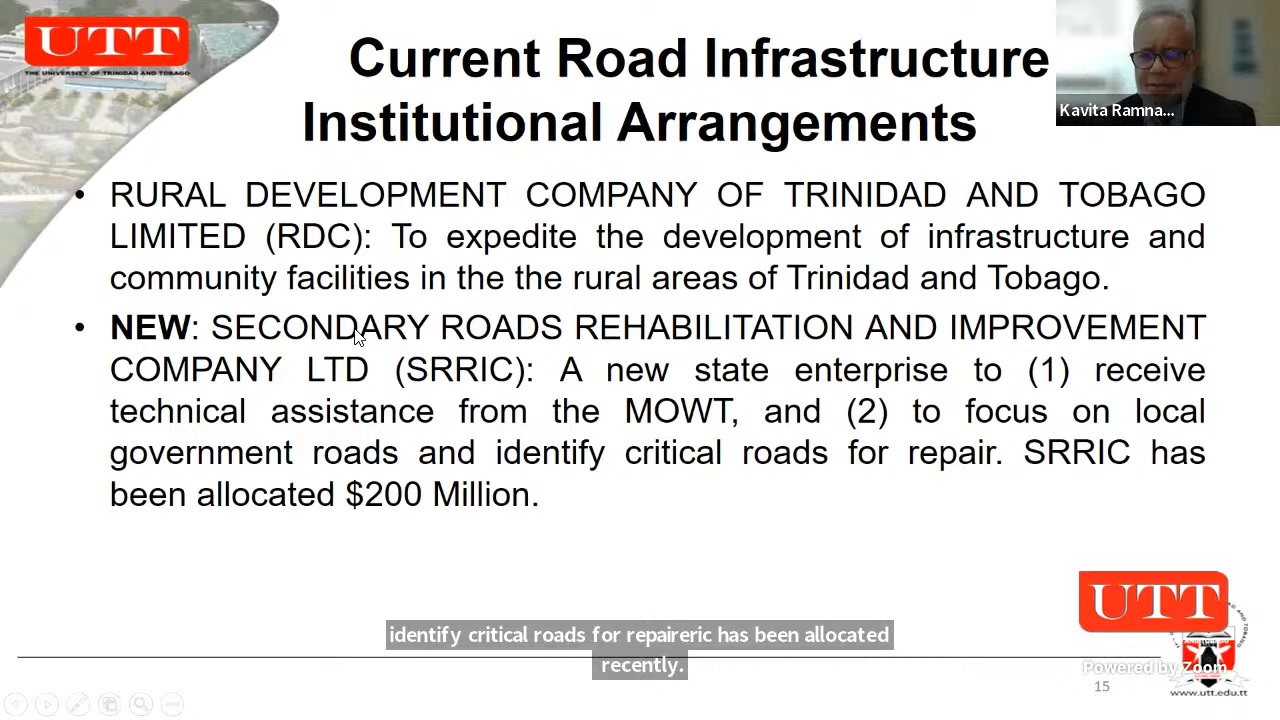 UTT
THE UNIVERSITY OF TRINIDAD AND TOBAGO
Current Road Infrastructure
Institutional Arrangements
Kavita Ramna...
• RURAL DEVELOPMENT COMPANY OF TRINIDAD AND TOBAGO
LIMITED (RDC): To expedite the development of infrastructure and
community facilities in the the rural areas of Trinidad and Tobago.
• NEW: SECONDARY ROADS REHABILITATION AND IMPROVEMENT
COMPANY LTD (SRRIC): A new state enterprise to (1) receive
technical assistance from the MOWT, and (2) to focus on local
government roads and identify critical roads for repair. SRRIC has
been allocated $200 Million.
identify critical roads for repaireric has been allocated
recently.
UTT
Powered by Zoom
15
www.utt.edu.tt